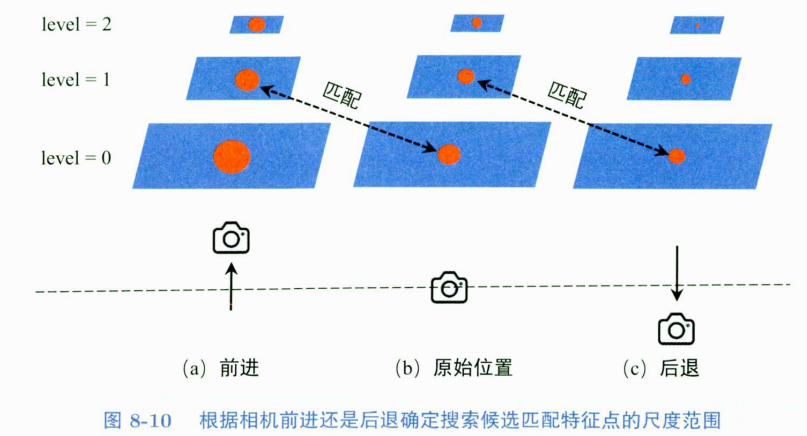 level = 2
level = 1
匹配
匹配
level = 0
(a) 前进
(b) 原始位置
(c) 后退
图 8-10 根据相机前进还是后退确定搜索候选匹配特征点的尺度范围